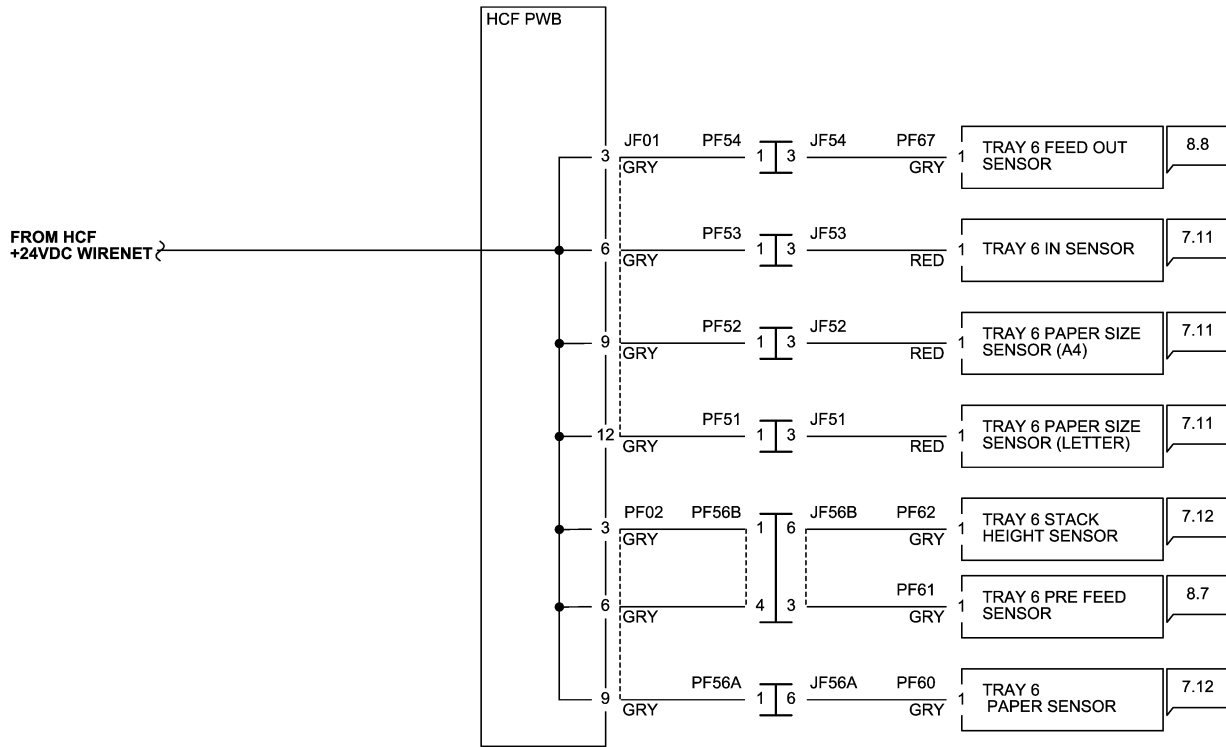 HCF PWB
JF01 PF54 JF54 PF67
3 GRY 1 3 GRY 1
TRAY 6 FEED OUT
SENSOR
8.8
FROM HCF
+24VDC WIRENET
PF53 JF53
6 GRY 1 3 RED 1
TRAY 6 IN SENSOR
7.11
PF52 JF52
9 GRY 1 3 RED 1
TRAY 6 PAPER SIZE
SENSOR (A4)
7.11
PF51 JF51
12 GRY 1 3 RED 1
TRAY 6 PAPER SIZE
SENSOR (LETTER)
7.11
PF02 PF56B JF56B PF62
3 GRY 1 6 GRY 1
TRAY 6 STACK
HEIGHT SENSOR
7.12
PF61
6 GRY 4 3 GRY 1
TRAY 6 PRE FEED
SENSOR
8.7
PF56A JF56A PF60
9 GRY 1 6 GRY 1
TRAY 6
PAPER SENSOR
7.12